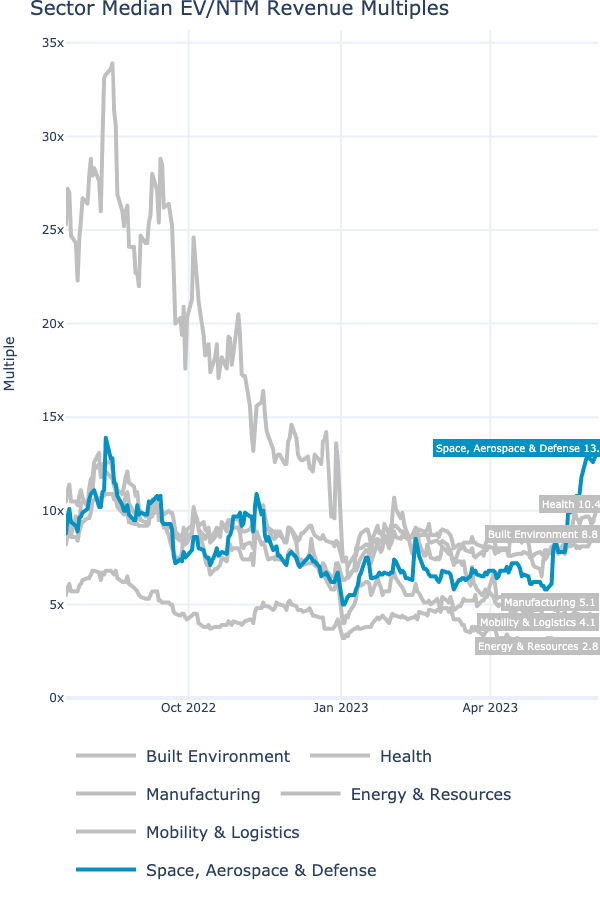 Sector Median EV/NTM Revenue Multiples
35x
30x
25x
20x
15x
10x
5x
0x
Multiple
Space, Aerospace & Defense 13.
Health 10.4
Built Environment 8.8
Manufacturing 5.1
Mobility & Logistics 4.1
Energy & Resources 2.8
Oct 2022
Jan 2023
Apr 2023
Built Environment
Health
Manufacturing
Energy & Resources
Mobility & Logistics
Space, Aerospace & Defense